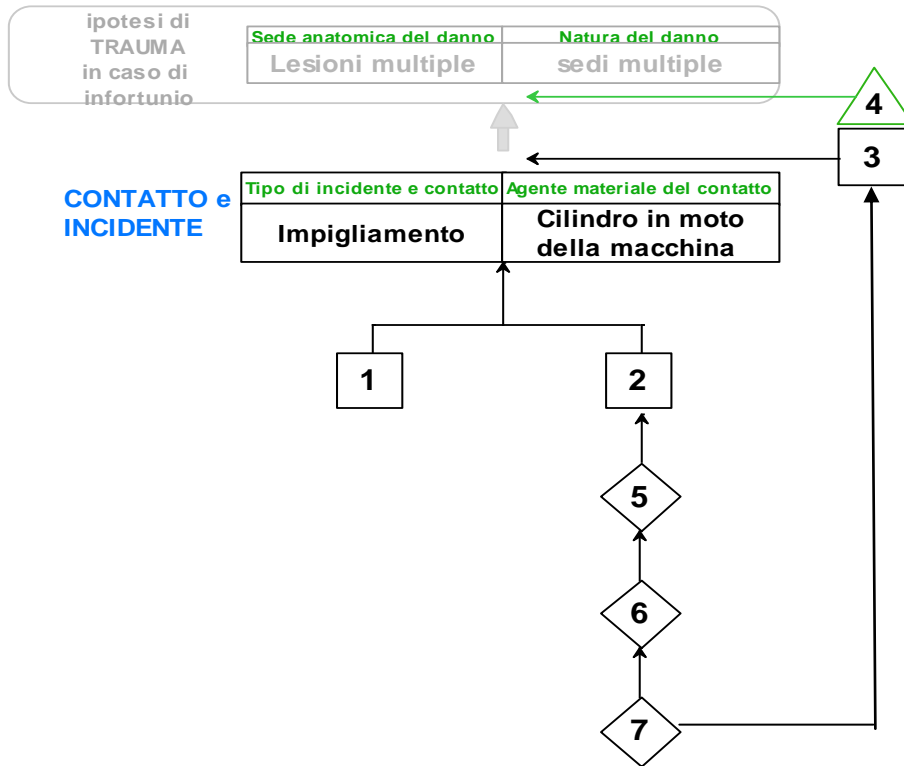 ipotesi di
TRAUMA
in caso di
infortunio
Sede anatomica del danno
Natura del danno
Lesioni multiple
sedi multiple
4
3
CONTATTO e
INCIDENTE
Tipo di incidente e contatto
Agente materiale del contatto
Impigliamento
Cilindro in moto
della macchina
1
2
5
6
7